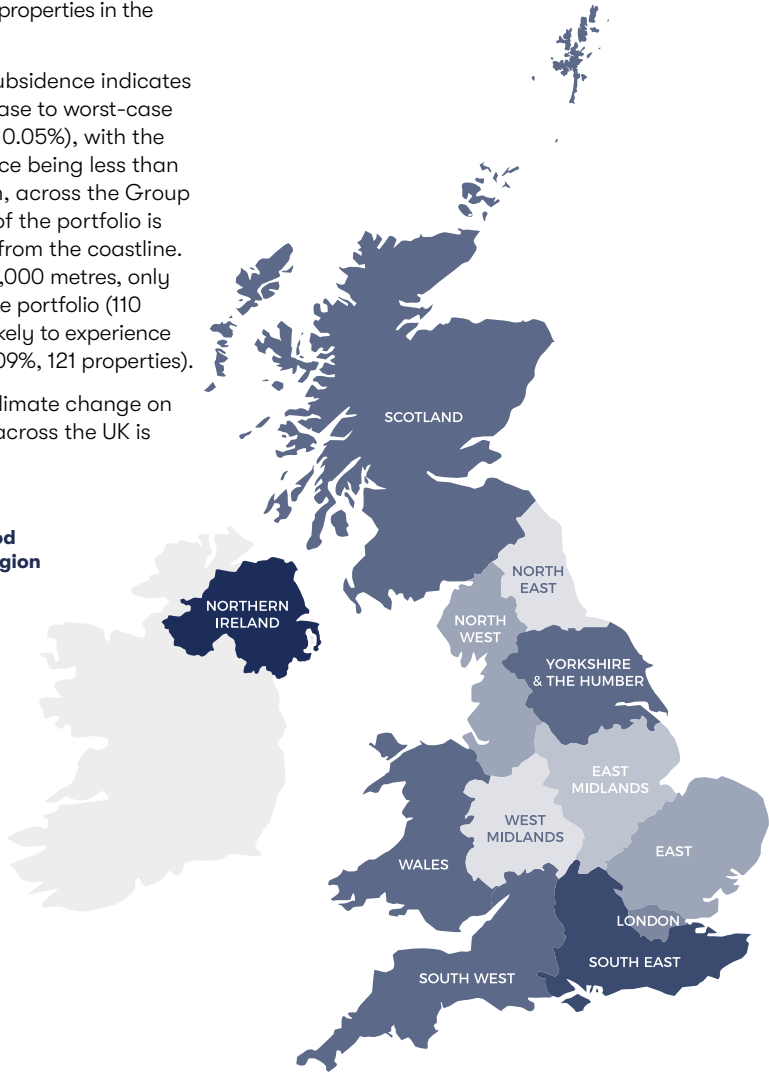 properties in the
ubsidence indicates
ase to worst-case
0.05%), with the
ce being less than
n, across the Group
of the portfolio is
from the coastline.
,000 metres, only
e portfolio (110
kely to experience
09%, 121 properties).
limate change on
across the UK is
od
gion
SCOTLAND
NORTH
EAST
NORTHERN
IRELAND
NORTH
WEST
YORKSHIRE
& THE HUMBER
EAST
MIDLANDS
WEST
MIDLANDS
EAST
WALES
LONDON
SOUTH EAST
SOUTH WEST